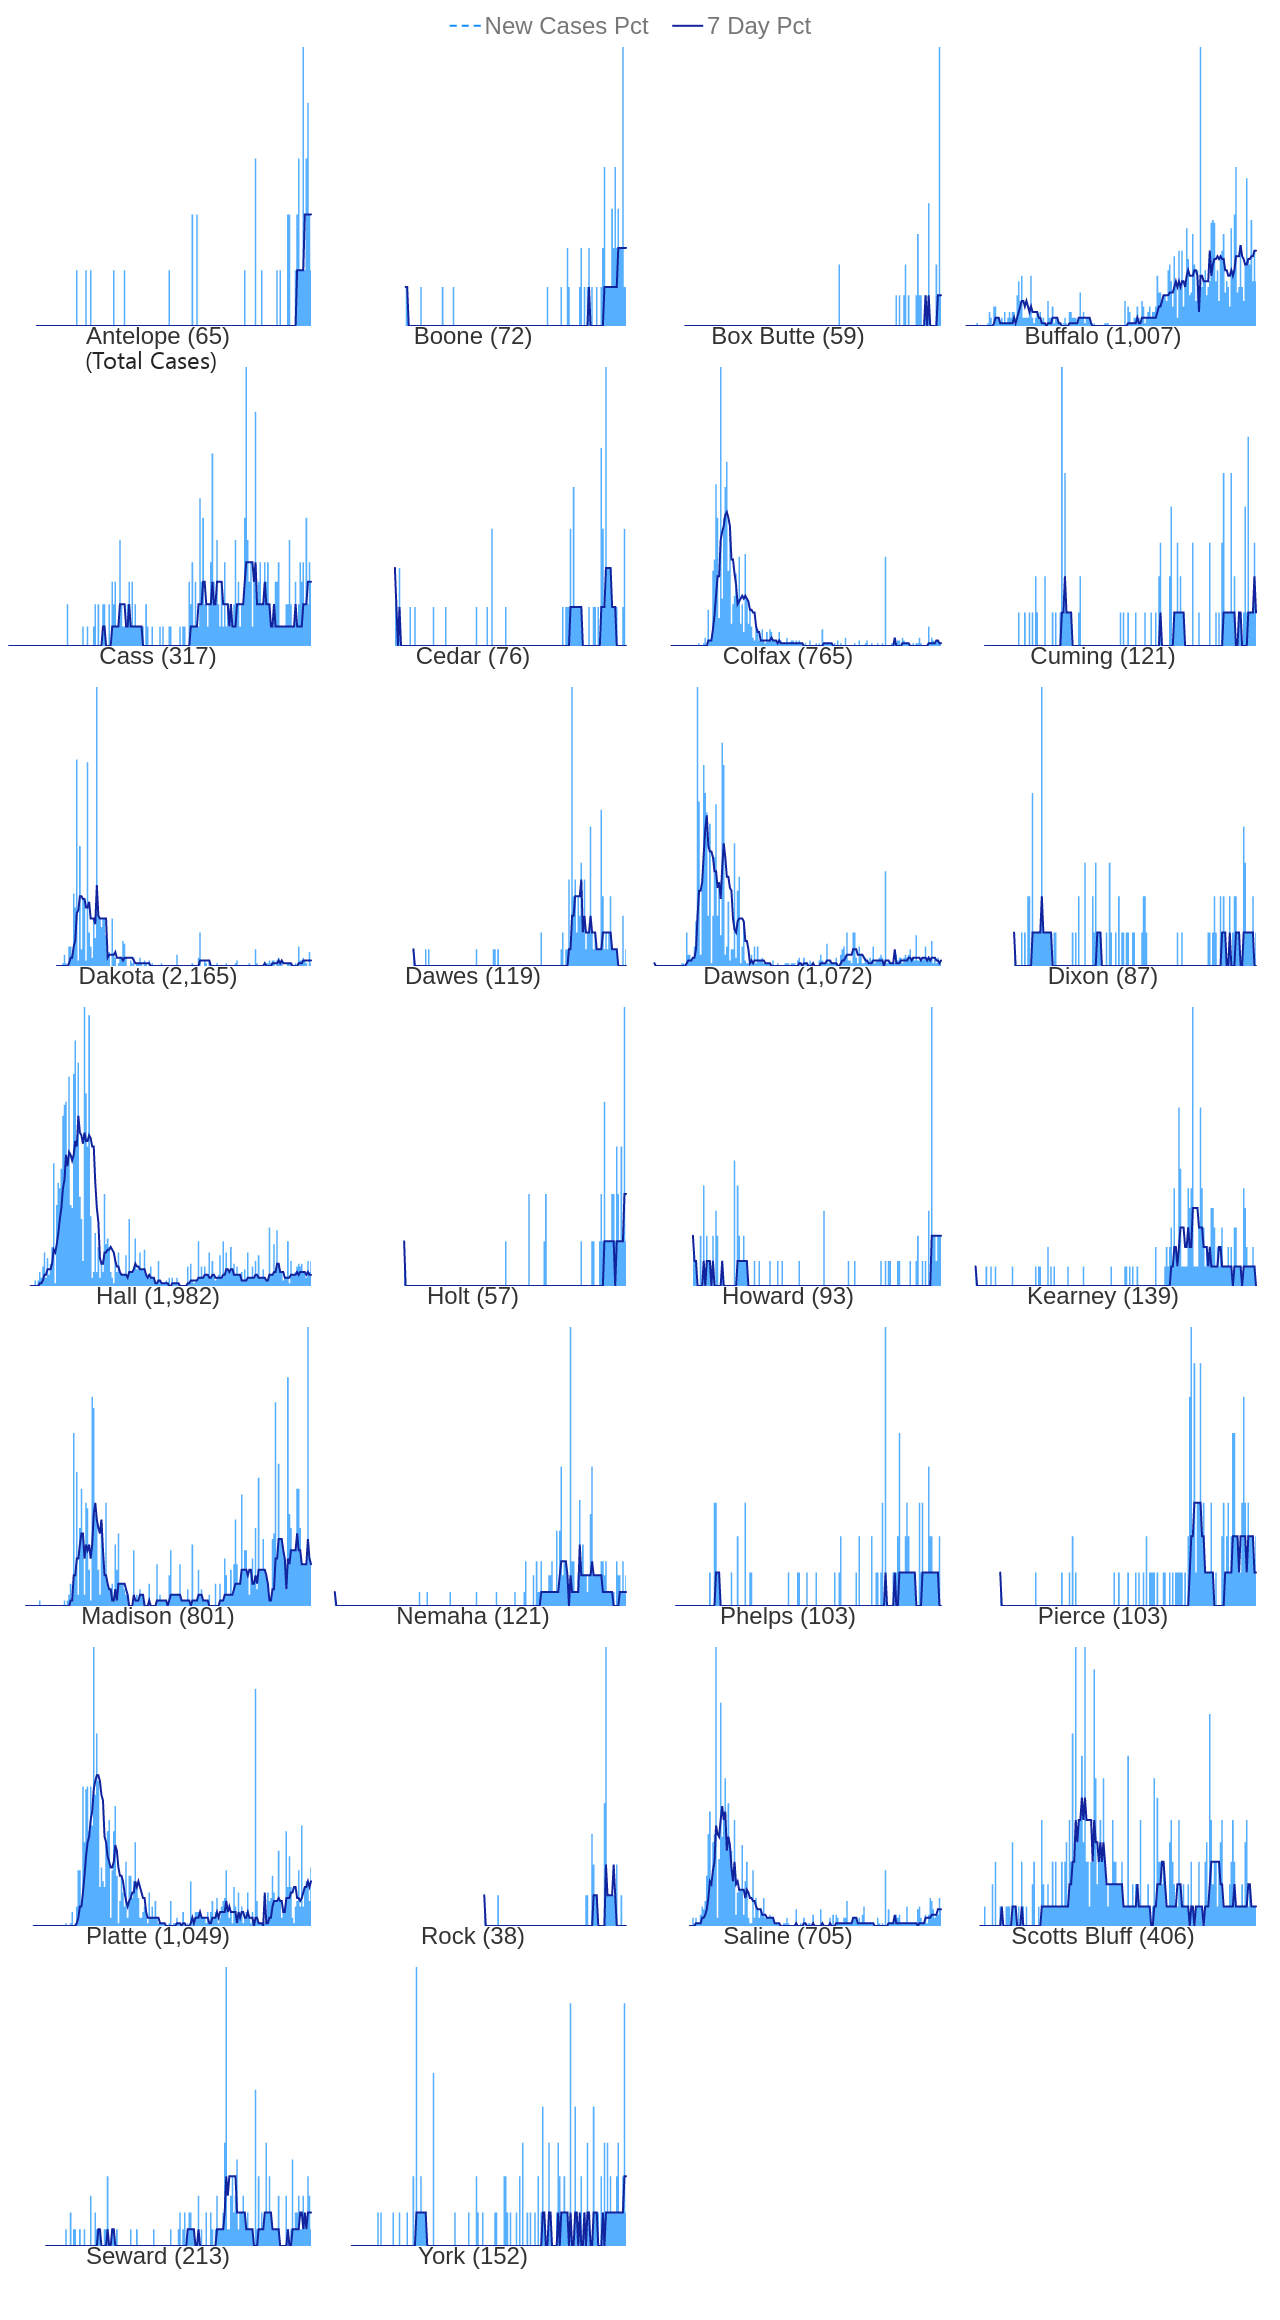 New Cases Pct 7 Day Pct
Antelope (65) Boone (72) Box Butte (59) Buffalo (1,007)
(Total Cases)
Cass (317) Cedar (76) Colfax (765) Cuming (121)
Dakota (2,165) Dawes (119) Dawson (1,072) Dixon (87)
Hall (1,982) Holt (57) Howard (93) Kearney (139)
Madison (801) Nemaha (121) Phelps (103) Pierce (103)
Platte (1,049) Rock (38) Saline (705) Scotts Bluff (406)
Seward (213) York (152)